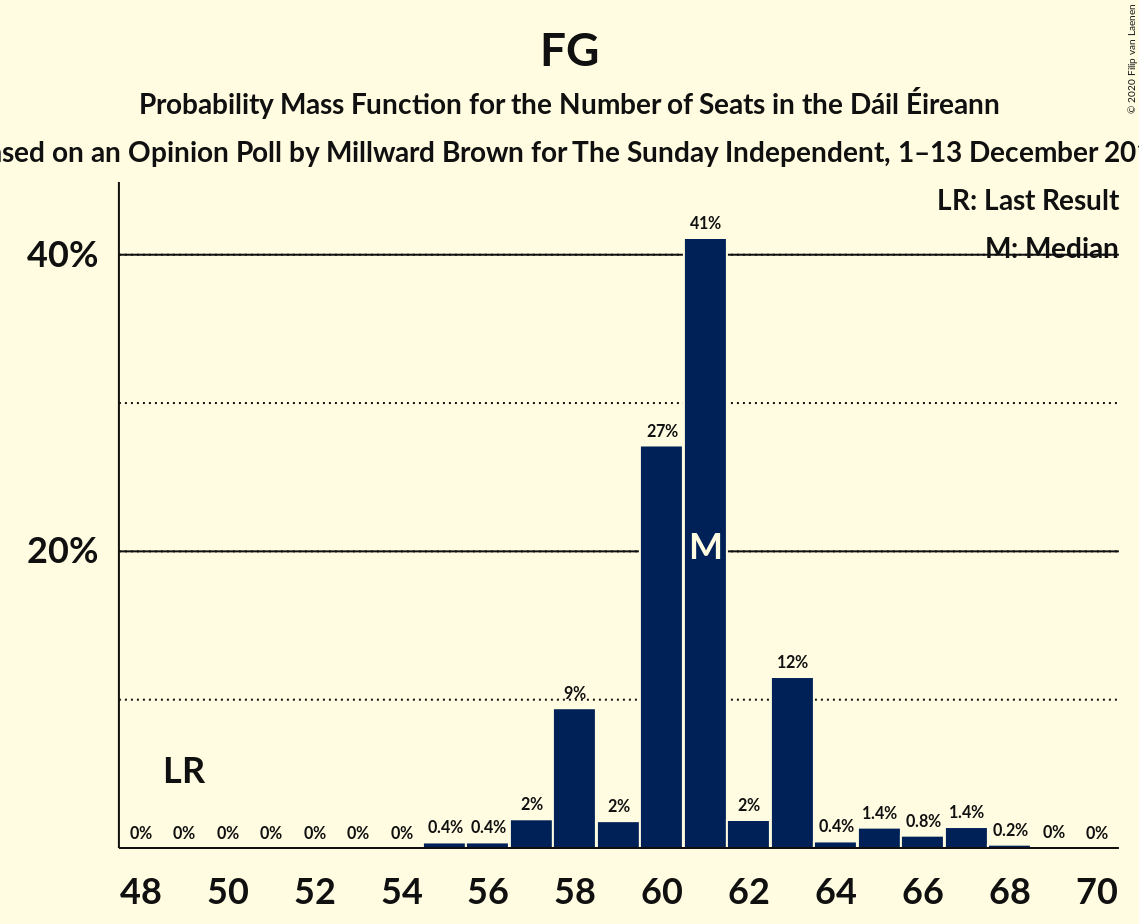 FG
Probability Mass Function for the Number of Seats in the Dáil Éireann
on an Opinion Poll by Millward Brown for The Sunday Independent, 1–13 December
© 2020 Filip van Laenen
LR: Last Result
M: Median
40%
20%
0% 0% 0% 0% 0% 0% 0% 0.4% 0.4% 2% 9% 2% 27% 41% 2% 12% 0.4% 1.4% 0.8% 1.4% 0.2% 0% 0%
LR
M
48 50 52 54 56 58 60 62 64 66 68 70